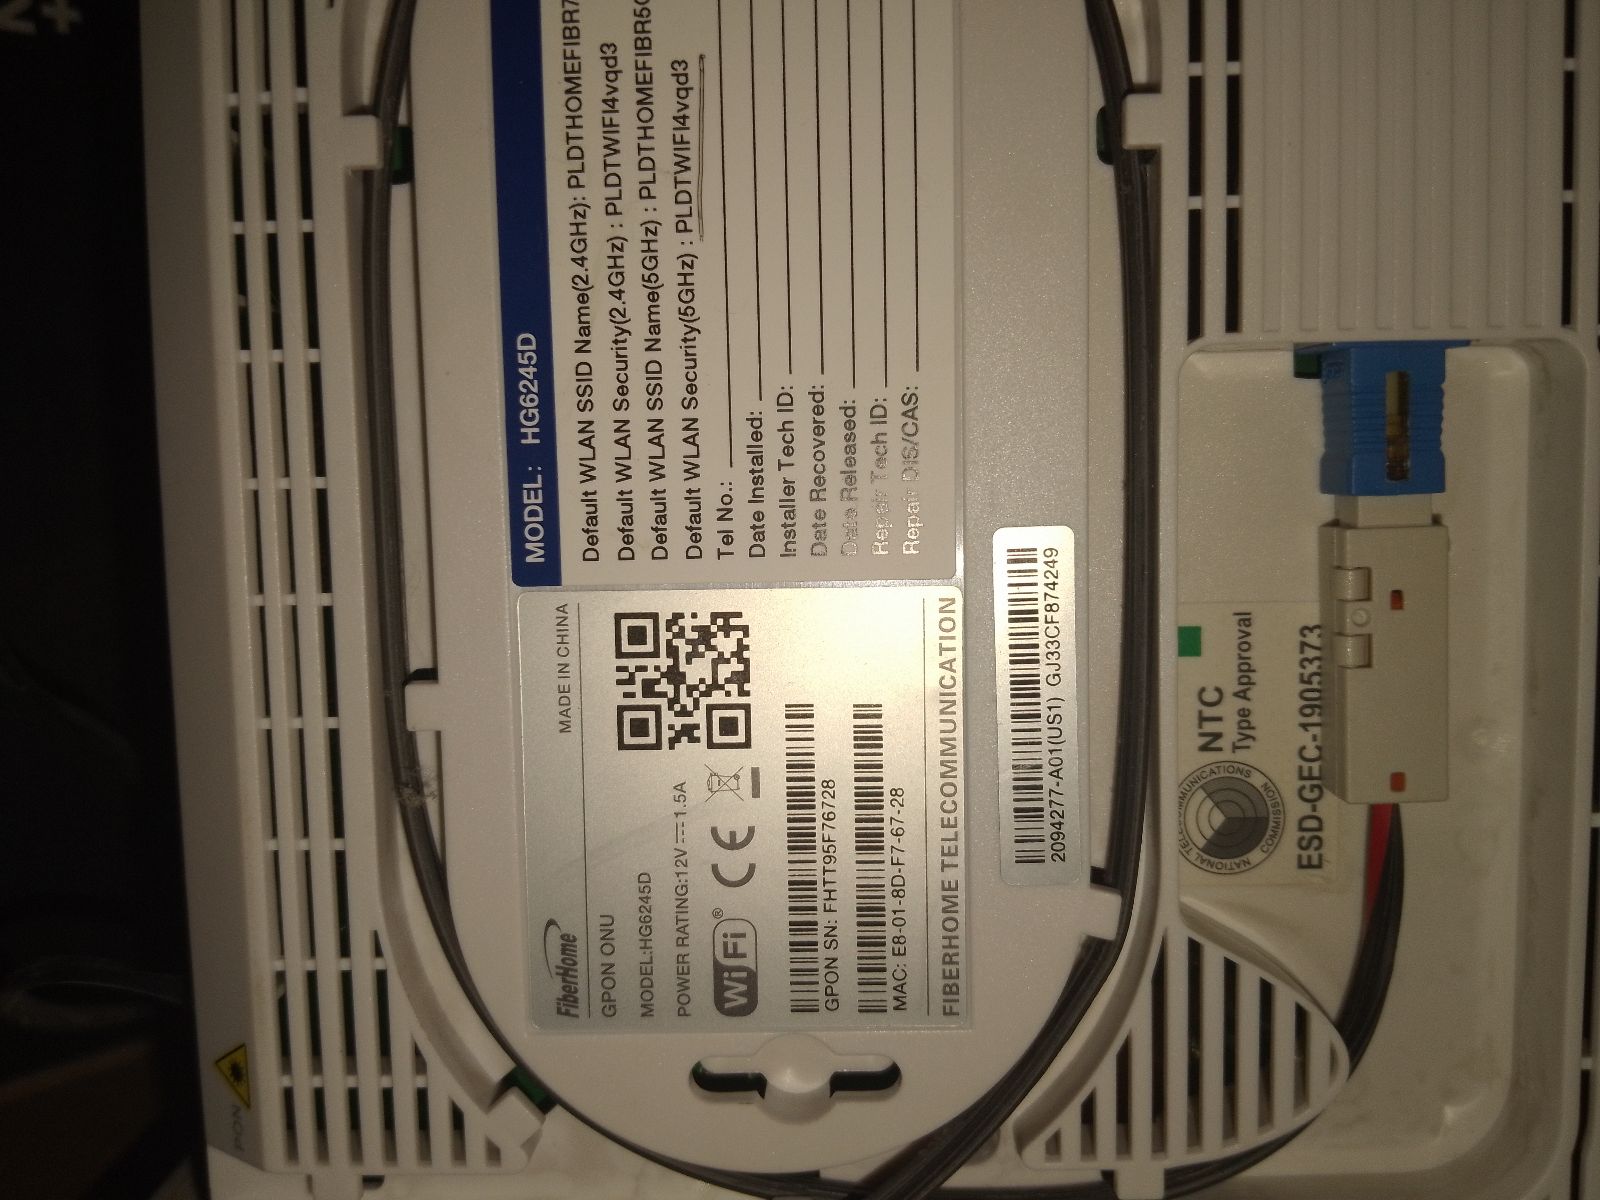 MODEL: HG6245D
Default WLAN SSID Name(2.4GHz): PLDTHOMEFIBR7
Default WLAN Security(2.4GHz) : PLDTWIFI4vqd3
Default WLAN SSID Name(5GHz) : PLDTHOMEFIBR5G
Default WLAN Security(5GHz) : PLDTWIFI4vqd3
Tel No.:
Date Installed:
Installer Tech ID:
Date Recovered:
Date Released:
Repair Tech ID:
Repair DIS/CAS:
FiberHome
MADE IN CHINA
GPON ONU
MODEL:HG6245D
POWER RATING:12V⎓1.5A
WiFi®
CE
GPON SN: FHTT95F76728
MAC: E8-01-8D-F7-67-28
FIBERHOME TELECOMMUNICATION
2094277-A01(US1) GJ33CF874249
NATIONAL TELECOMMUNICATIONS COMMISSION
NTC
Type Approval
ESD-GEC-1905373
PON